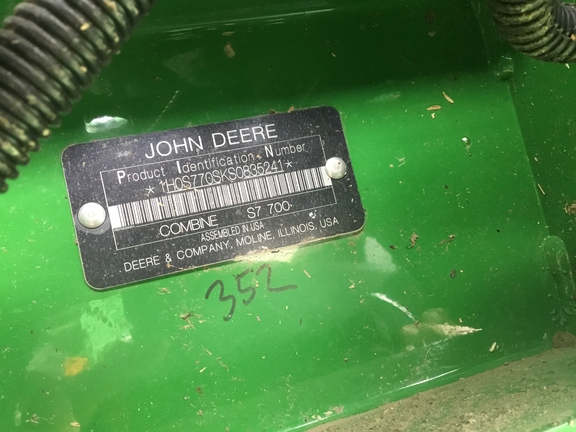 JOHN DEERE
Product Identification Number
*1H0S770SKS0835241*
COMBINE S7 700
ASSEMBLED IN USA
DEERE & COMPANY, MOLINE, ILLINOIS, USA
352